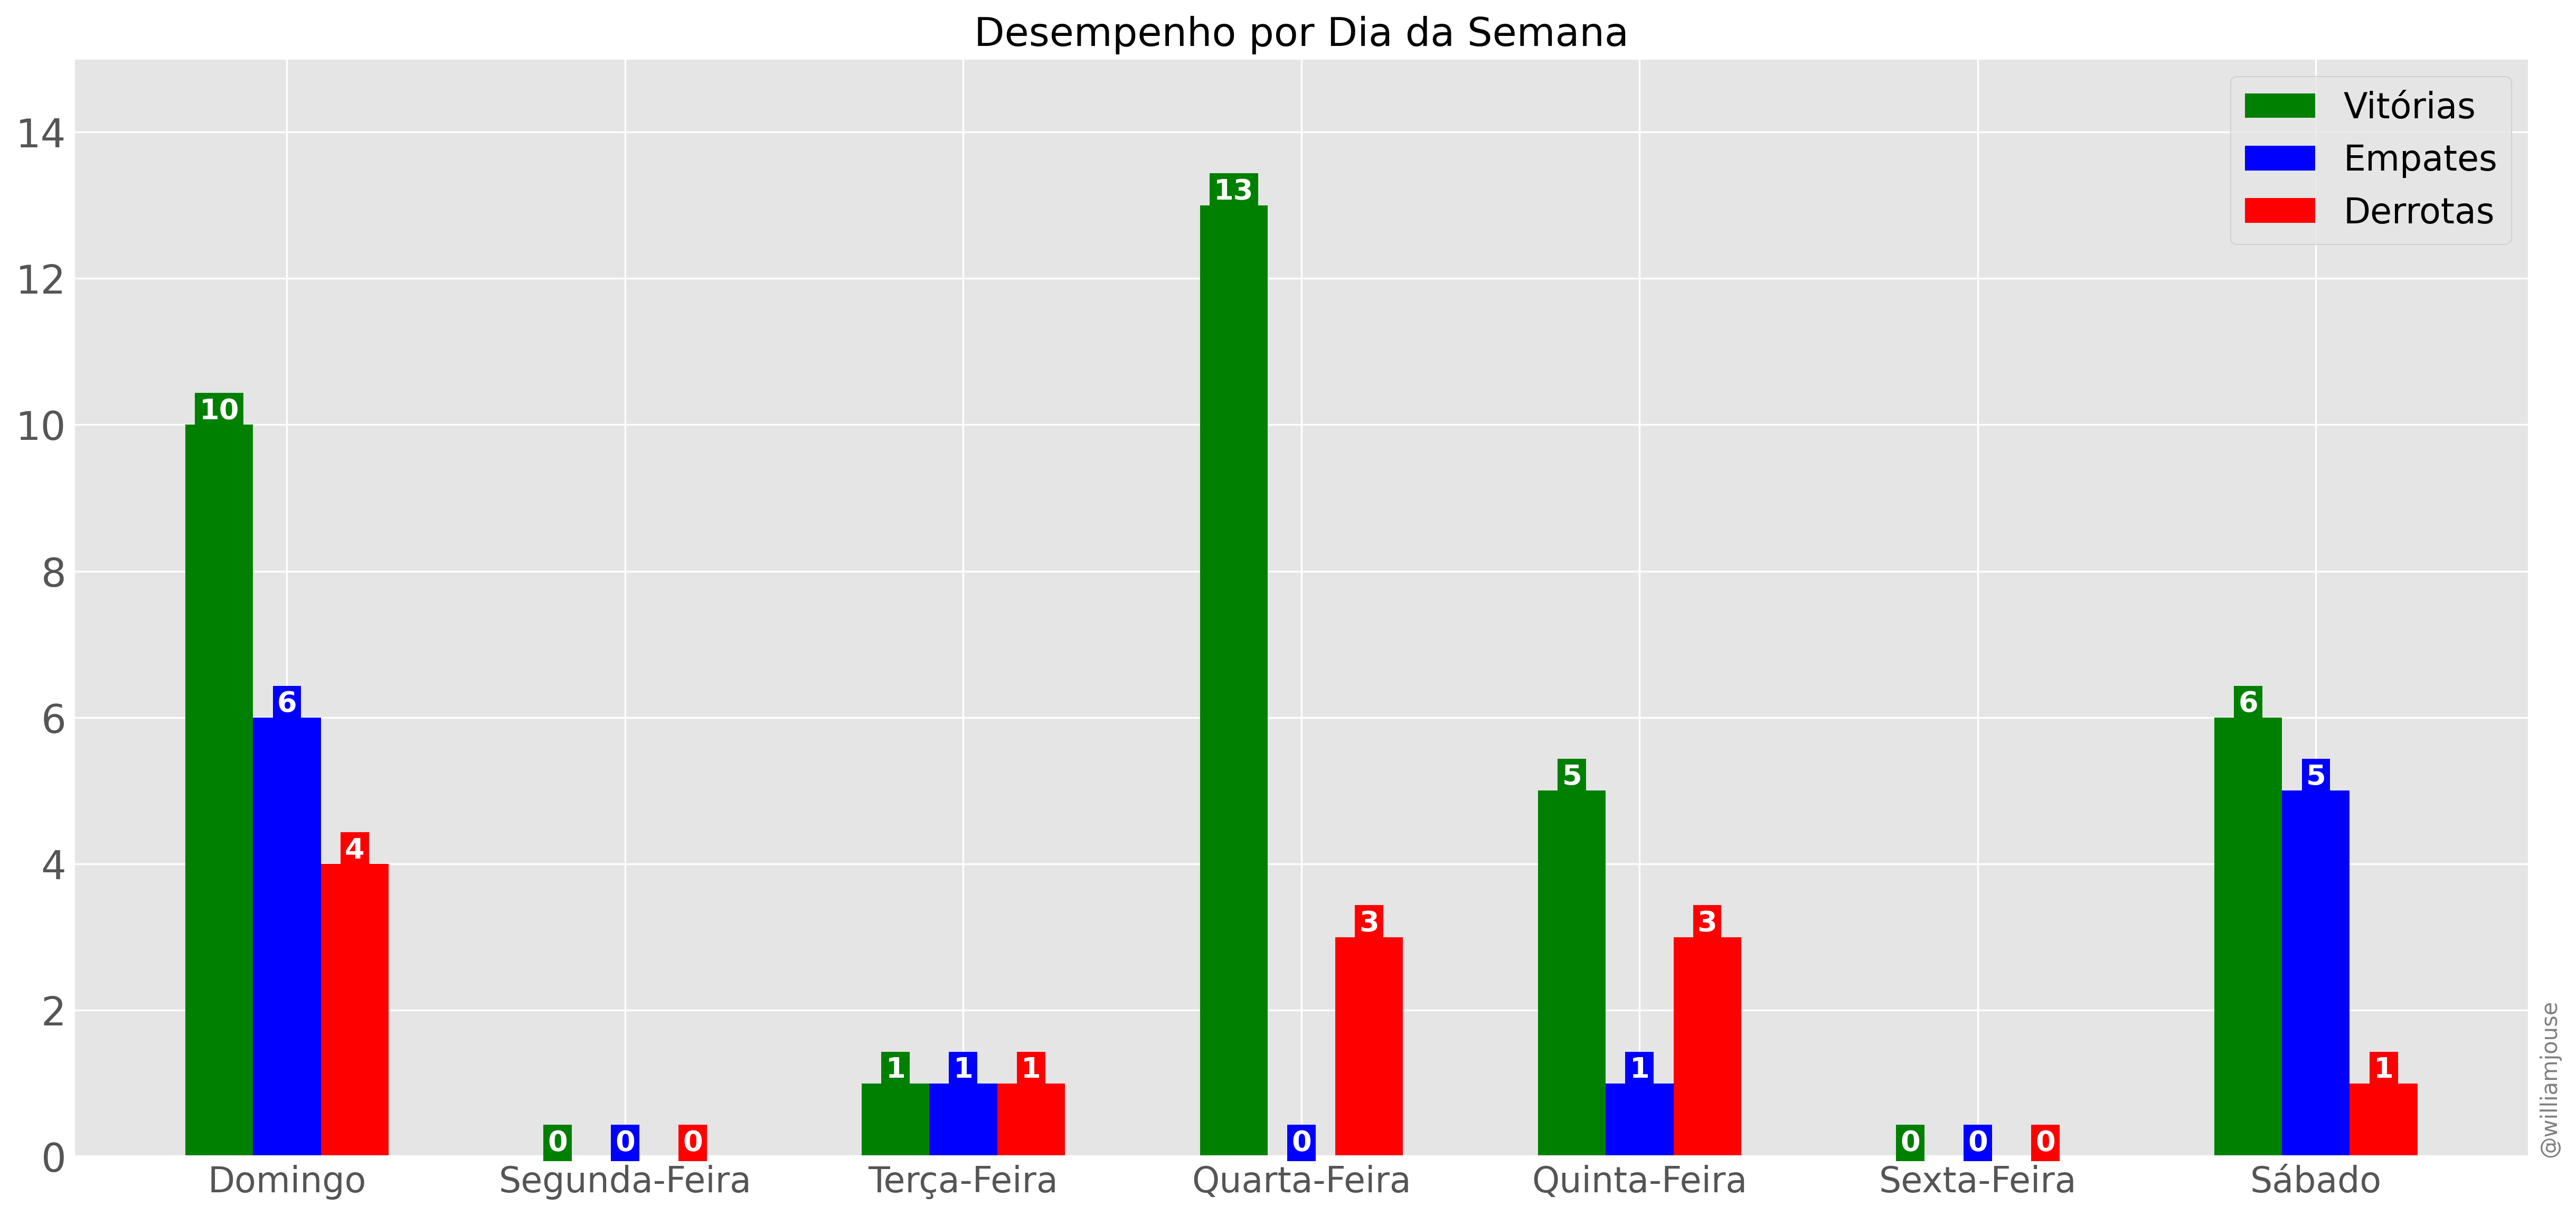 Desempenho por Dia da Semana
Vitórias
Empates
Derrotas
14
12
10
8
6
4
2
0
10
6
4
0
0
0
1
1
1
13
0
3
5
1
3
0
0
0
6
5
1
Domingo
Segunda-Feira
Terça-Feira
Quarta-Feira
Quinta-Feira
Sexta-Feira
Sábado
@williamjouse